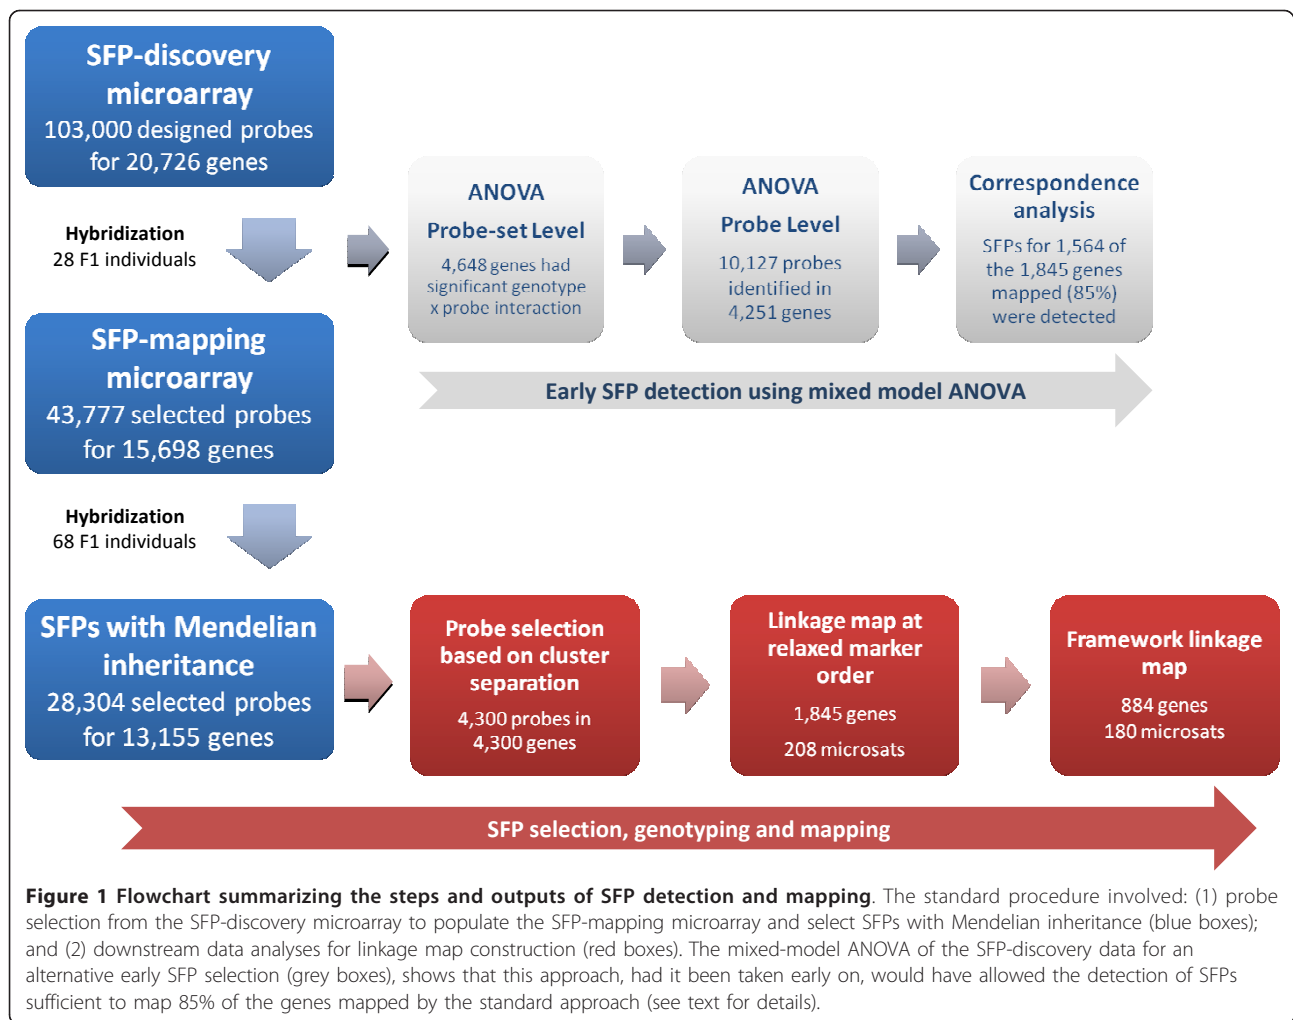 SFP-discovery
microarray
103,000 designed probes
for 20,726 genes
Hybridization
28 F1 individuals
ANOVA
Probe-set Level
4,648 genes had
significant genotype
x probe interaction
ANOVA
Probe Level
10,127 probes
identified in
4,251 genes
Correspondence
analysis
SFPs for 1,564 of
the 1,845 genes
mapped (85%)
were detected
Early SFP detection using mixed model ANOVA
SFP-mapping
microarray
43,777 selected probes
for 15,698 genes
Hybridization
68 F1 individuals
SFPs with Mendelian
inheritance
28,304 selected probes
for 13,155 genes
Probe selection
based on cluster
separation
4,300 probes in
4,300 genes
Linkage map at
relaxed marker
order
1,845 genes
208 microsats
Framework linkage
map
884 genes
180 microsats
SFP selection, genotyping and mapping
Figure 1 Flowchart summarizing the steps and outputs of SFP detection and mapping. The standard procedure involved: (1) probe
selection from the SFP-discovery microarray to populate the SFP-mapping microarray and select SFPs with Mendelian inheritance (blue boxes);
and (2) downstream data analyses for linkage map construction (red boxes). The mixed-model ANOVA of the SFP-discovery data for an
alternative early SFP selection (grey boxes), shows that this approach, had it been taken early on, would have allowed the detection of SFPs
sufficient to map 85% of the genes mapped by the standard approach (see text for details).